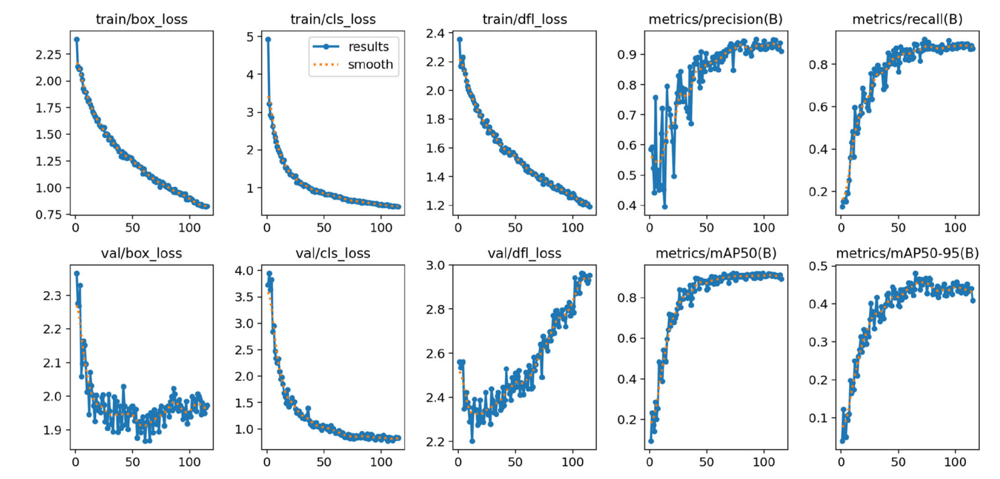 train/box_loss
train/cls_loss
train/dfl_loss
metrics/precision(B)
metrics/recall(B)
results
smooth
2.25
2.00
1.75
1.50
1.25
1.00
0.75
0 50 100
5
4
3
2
1
0 50 100
2.4
2.2
2.0
1.8
1.6
1.4
1.2
0 50 100
0.9
0.8
0.7
0.6
0.5
0.4
0 50 100
0.8
0.6
0.4
0.2
0 50 100
val/box_loss
val/cls_loss
val/dfl_loss
metrics/mAP50(B)
metrics/mAP50-95(B)
2.3
2.2
2.1
2.0
1.9
0 50 100
4.0
3.5
3.0
2.5
2.0
1.5
1.0
0 50 100
3.0
2.8
2.6
2.4
2.2
0 50 100
0.8
0.6
0.4
0.2
0 50 100
0.5
0.4
0.3
0.2
0.1
0 50 100